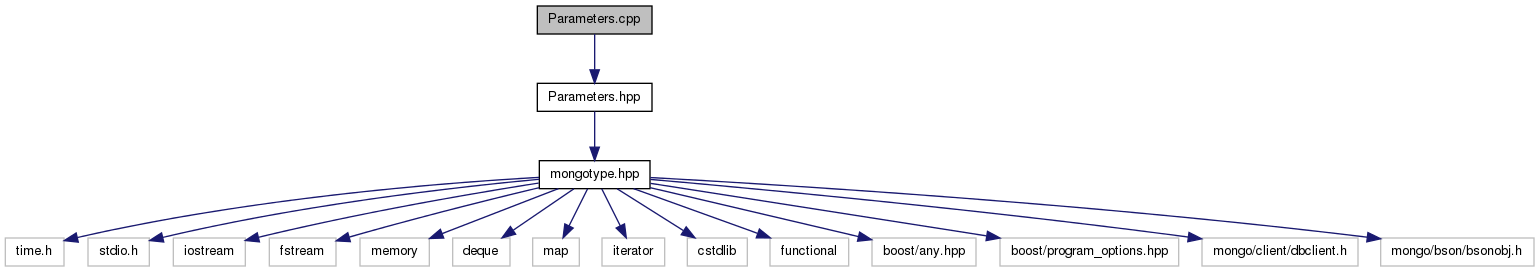 Parameters.cpp
Parameters.hpp
mongotype.hpp
time.h
stdio.h
iostream
fstream
memory
deque
map
iterator
cstdlib
functional
boost/any.hpp
boost/program_options.hpp
mongo/client/dbclient.h
mongo/bson/bsonobj.h